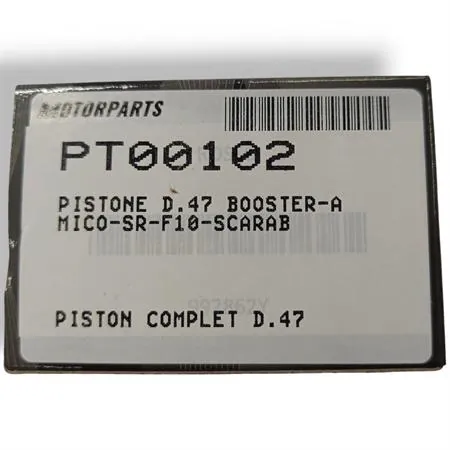 MOTORPARTS
PT00102
PISTONE D.47 BOOSTER-A
MICO-SR-F10-SCARAB
PISTON COMPLET D.47